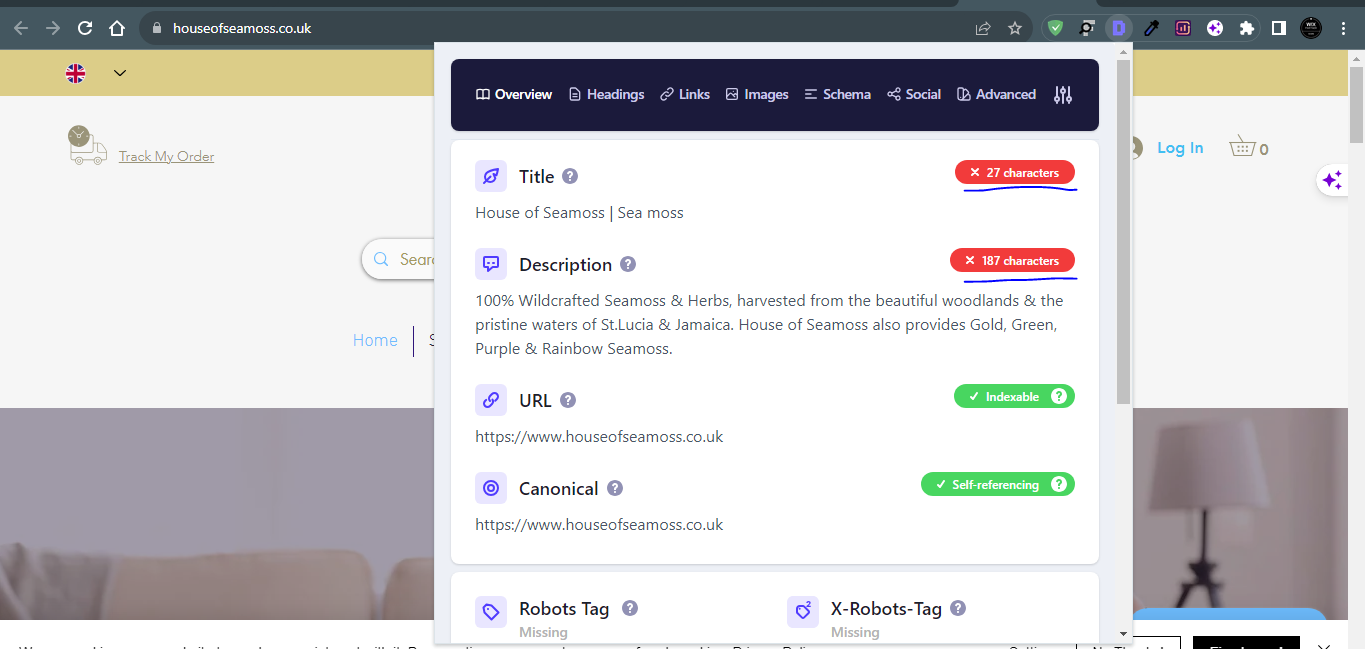 houseofseamoss.co.uk
Overview Headings Links Images Schema Social Advanced
Track My Order
Log In 0
Title ? 27 characters
House of Seamoss | Sea moss
Description ? 187 characters
100% Wildcrafted Seamoss & Herbs, harvested from the beautiful woodlands & the
pristine waters of St.Lucia & Jamaica. House of Seamoss also provides Gold, Green,
Purple & Rainbow Seamoss.
Home
URL ? Indexable ?
https://www.houseofseamoss.co.uk
Canonical ? Self-referencing ?
https://www.houseofseamoss.co.uk
Robots Tag ? X-Robots-Tag ?
Missing Missing